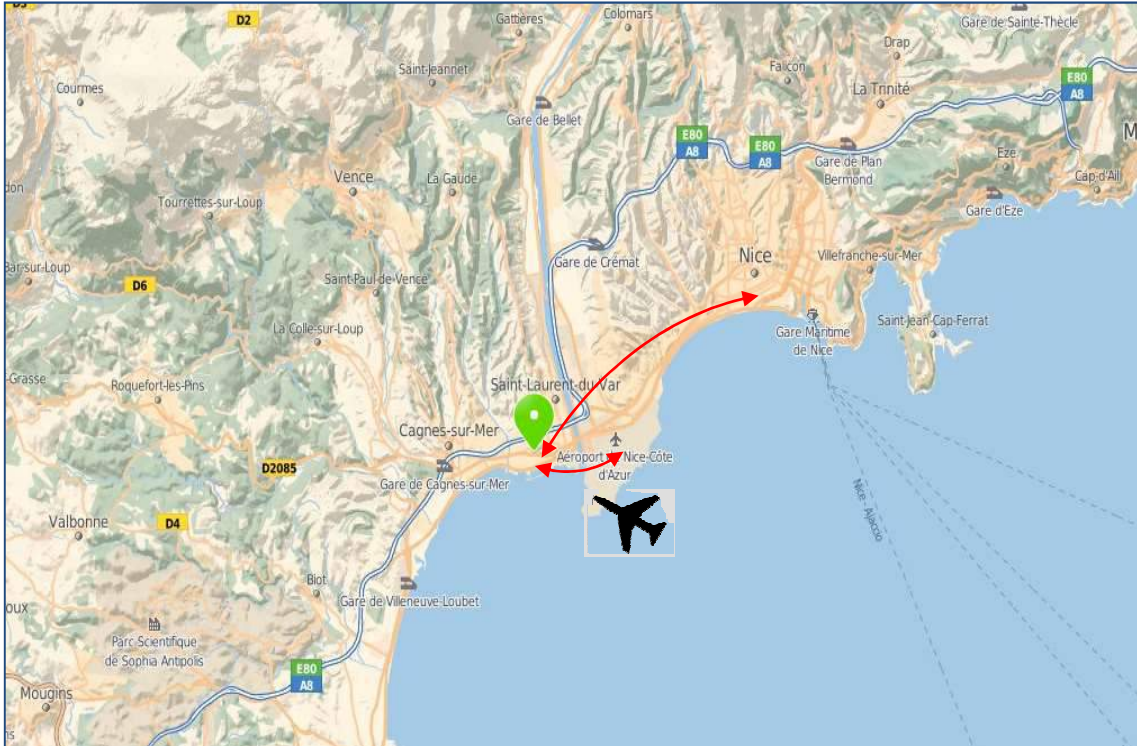 D3
D2
Gattières
Colomars
Gare de Sainte-Thècle
Drap
Courmes
Saint-Jeannet
Falicon
La Trinité
E80
A8
Gare de Bellet
E80
A8
E80
A8
Gare de Plan
Bermond
Eze
M
Cap-d'Ail
don
Vence
La Gaude
Tourrettes-sur-Loup
Gare d'Eze
Gare de Crémat
Nice
Villefranche-sur-Mer
Bar-sur-Loup
D6
Saint-Paul-de-Vence
La Colle-sur-Loup
Gare Maritime
de Nice
Saint-Jean-Cap-Ferrat
-Grasse
Roquefort-les-Pins
Saint-Laurent-du-Var
Cagnes-sur-Mer
D2085
Gare de Cagnes-sur-Mer
Aéroport de Nice-Côte
d'Azur
Nice - Ajaccio
Valbonne
D4
Biot
Gare de Villeneuve-Loubet
oux
Parc Scientifique
de Sophia Antipolis
E80
A8
Mougins
ns